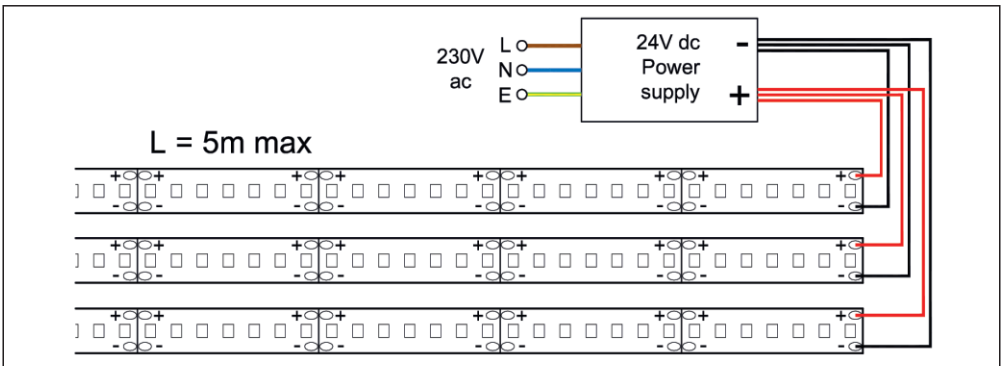 230V
ac
L
N
E
24V dc
Power
supply
-
+
L = 5m max
+ + + + + + + + +
- - - - - - - - -
+ + + + + + + + +
- - - - - - - - -
+ + + + + + + + +
- - - - - - - - -